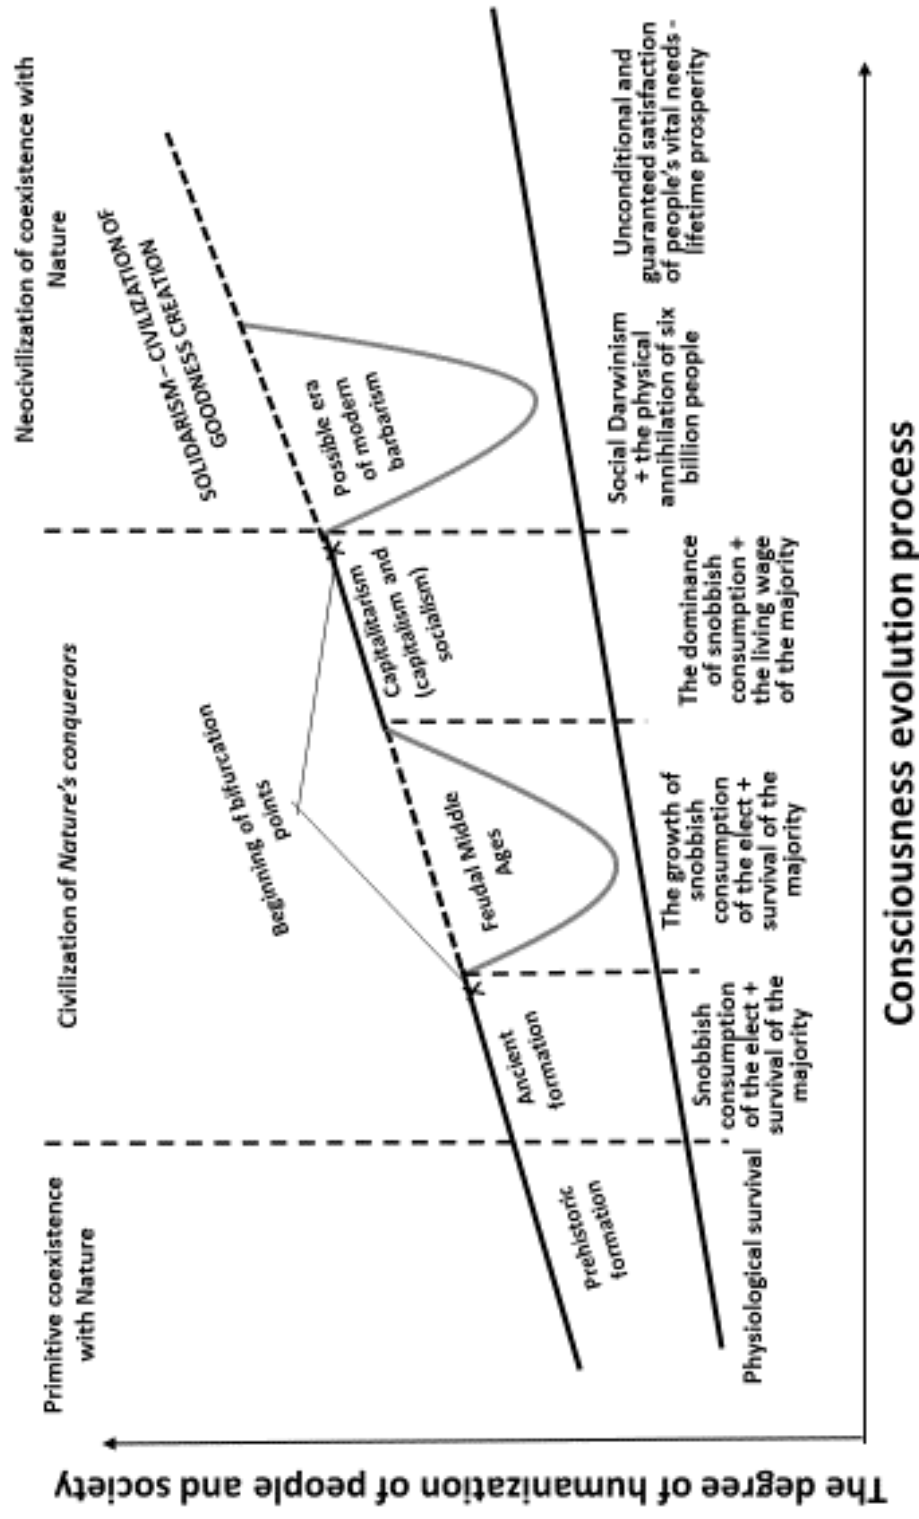 Primitive coexistence
with Nature
Civilization of Nature's conquerors
Neocivilization of coexistence with
Nature
SOLIDARISM – CIVILIZATION OF
GOODNESS CREATION
Beginning of bifurcation
Points
Prehistoric
formation
Ancient
formation
Feudal Middle
Ages
Capitalitarism
(capitalism and
socialism)
Possible era
of modern
barbarism
Physiological survival
Snobbish
consumption
of the elect +
survival of the
majority
The growth of
snobbish
consumption
of the elect +
survival of the
majority
The dominance
of snobbish
consumption +
the living wage
of the majority
Social Darwinism
+ the physical
annihilation of six
billion people
Unconditional and
guaranteed satisfaction
of people's vital needs -
lifetime prosperity
Consciousness evolution process
The degree of humanization of people and society